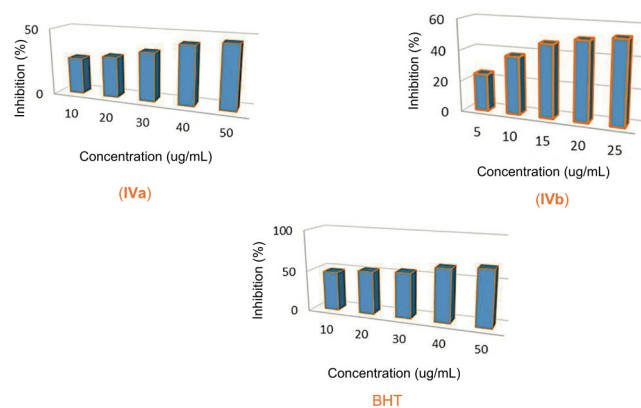 50
0
Inhibition (%)
10 20 30 40 50
Concentration (ug/mL)
(IVa)
60
40
20
0
Inhibition (%)
5 10 15 20 25
Concentration (ug/mL)
(IVb)
100
50
0
Inhibition (%)
10 20 30 40 50
Concentration (ug/mL)
BHT